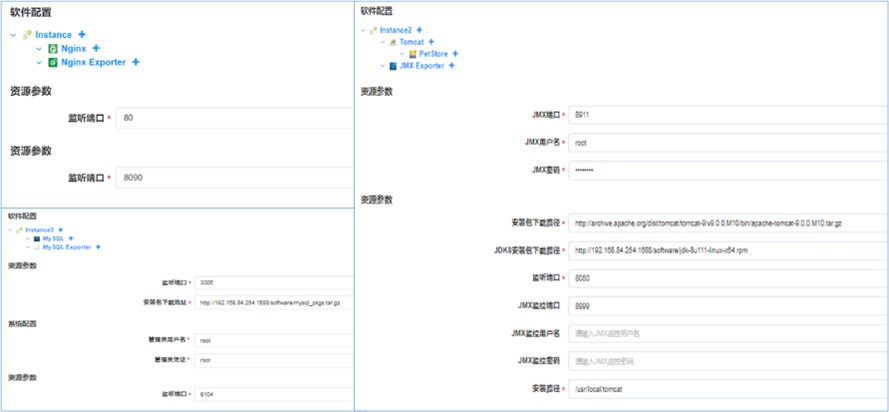 软件配置
Instance
Nginx
Nginx Exporter
资源参数
监听端口 * 80
资源参数
监听端口 * 8090
软件配置
Instance3
MySQL
MySQL Exporter
资源参数
监听端口 * 3306
安装包下载地址 * http://192.168.84.254:1688/software/mysql_pkgs.tar.gz
系统配置
管理员用户名 * root
管理员凭证 * root
资源参数
监听端口 * 9104
软件配置
Instance2
Tomcat
PetStore
JMX Exporter
资源参数
JMX端口 * 8911
JMX用户名 * root
JMX密码 * ••••••••
资源参数
安装包下载路径 * http://archive.apache.org/dist/tomcat/tomcat-9/v9.0.0.M10/bin/apache-tomcat-9.0.0.M10.tar.gz
JDK8安装包下载路径 * http://192.168.84.254:1688/software/jdk-8u111-linux-x64.rpm
监听端口 * 8080
JMX监控端口 8999
JMX监控用户名 请输入JMX监控用户名
JMX监控密码 请输入JMX监控密码
安装路径 * /usr/local/tomcat